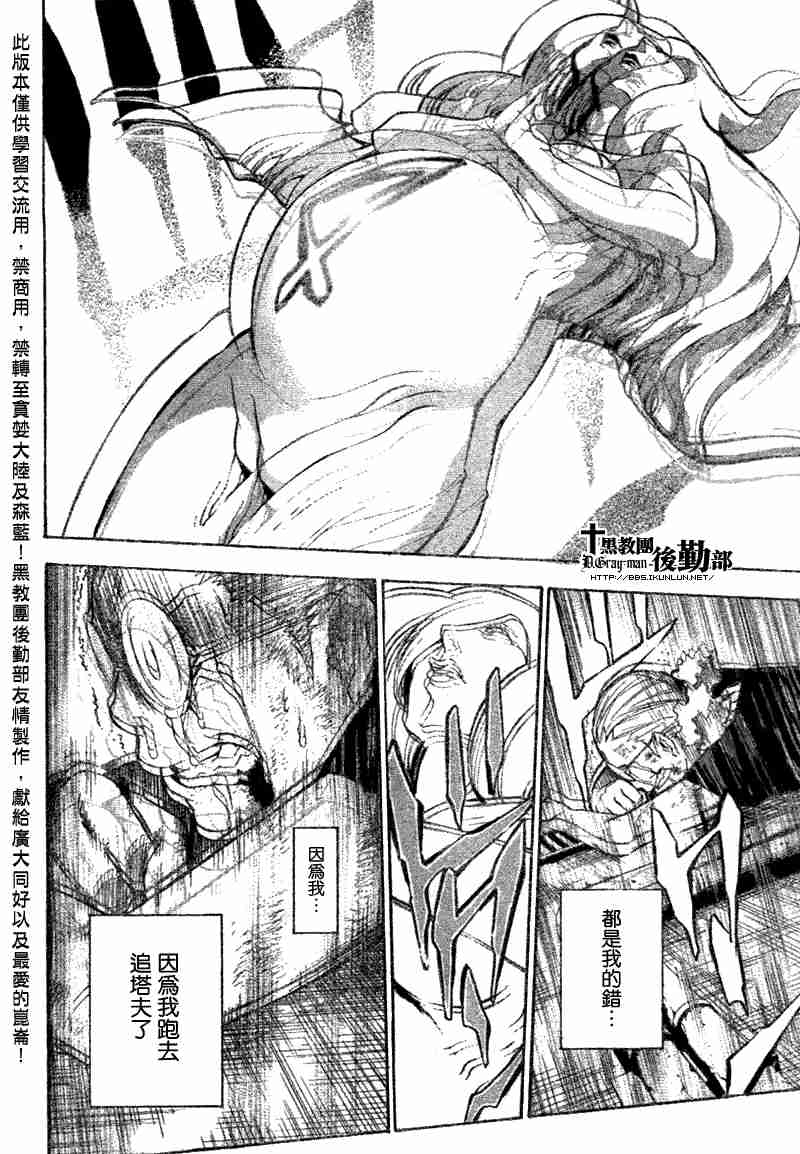 此版本僅供學習交流用，禁商用，禁轉至貪婪大陸及森藍！黑教團後勤部友情製作，獻給廣大同好以及最愛的崑崙！
黑教團
D.Gray-man 後勤部
HTTP://BBS.IKUNLUN.NET/
都是我的錯…
因為我…
因為我跑去
追塔夫了